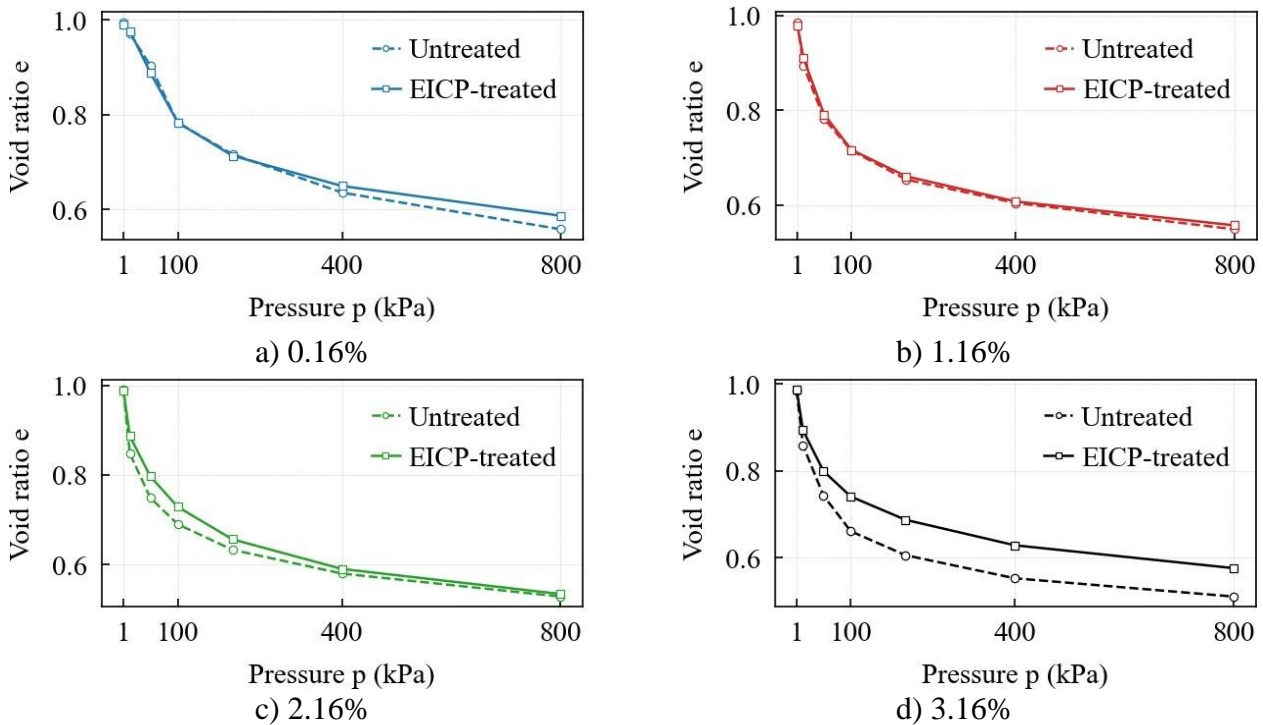 1.0
0.8
0.6
Void ratio e
Untreated
EICP-treated
1 100 400 800
Pressure p (kPa)
a) 0.16%
1.0
0.8
0.6
Void ratio e
Untreated
EICP-treated
1 100 400 800
Pressure p (kPa)
b) 1.16%
1.0
0.8
0.6
Void ratio e
Untreated
EICP-treated
1 100 400 800
Pressure p (kPa)
c) 2.16%
1.0
0.8
0.6
Void ratio e
Untreated
EICP-treated
1 100 400 800
Pressure p (kPa)
d) 3.16%